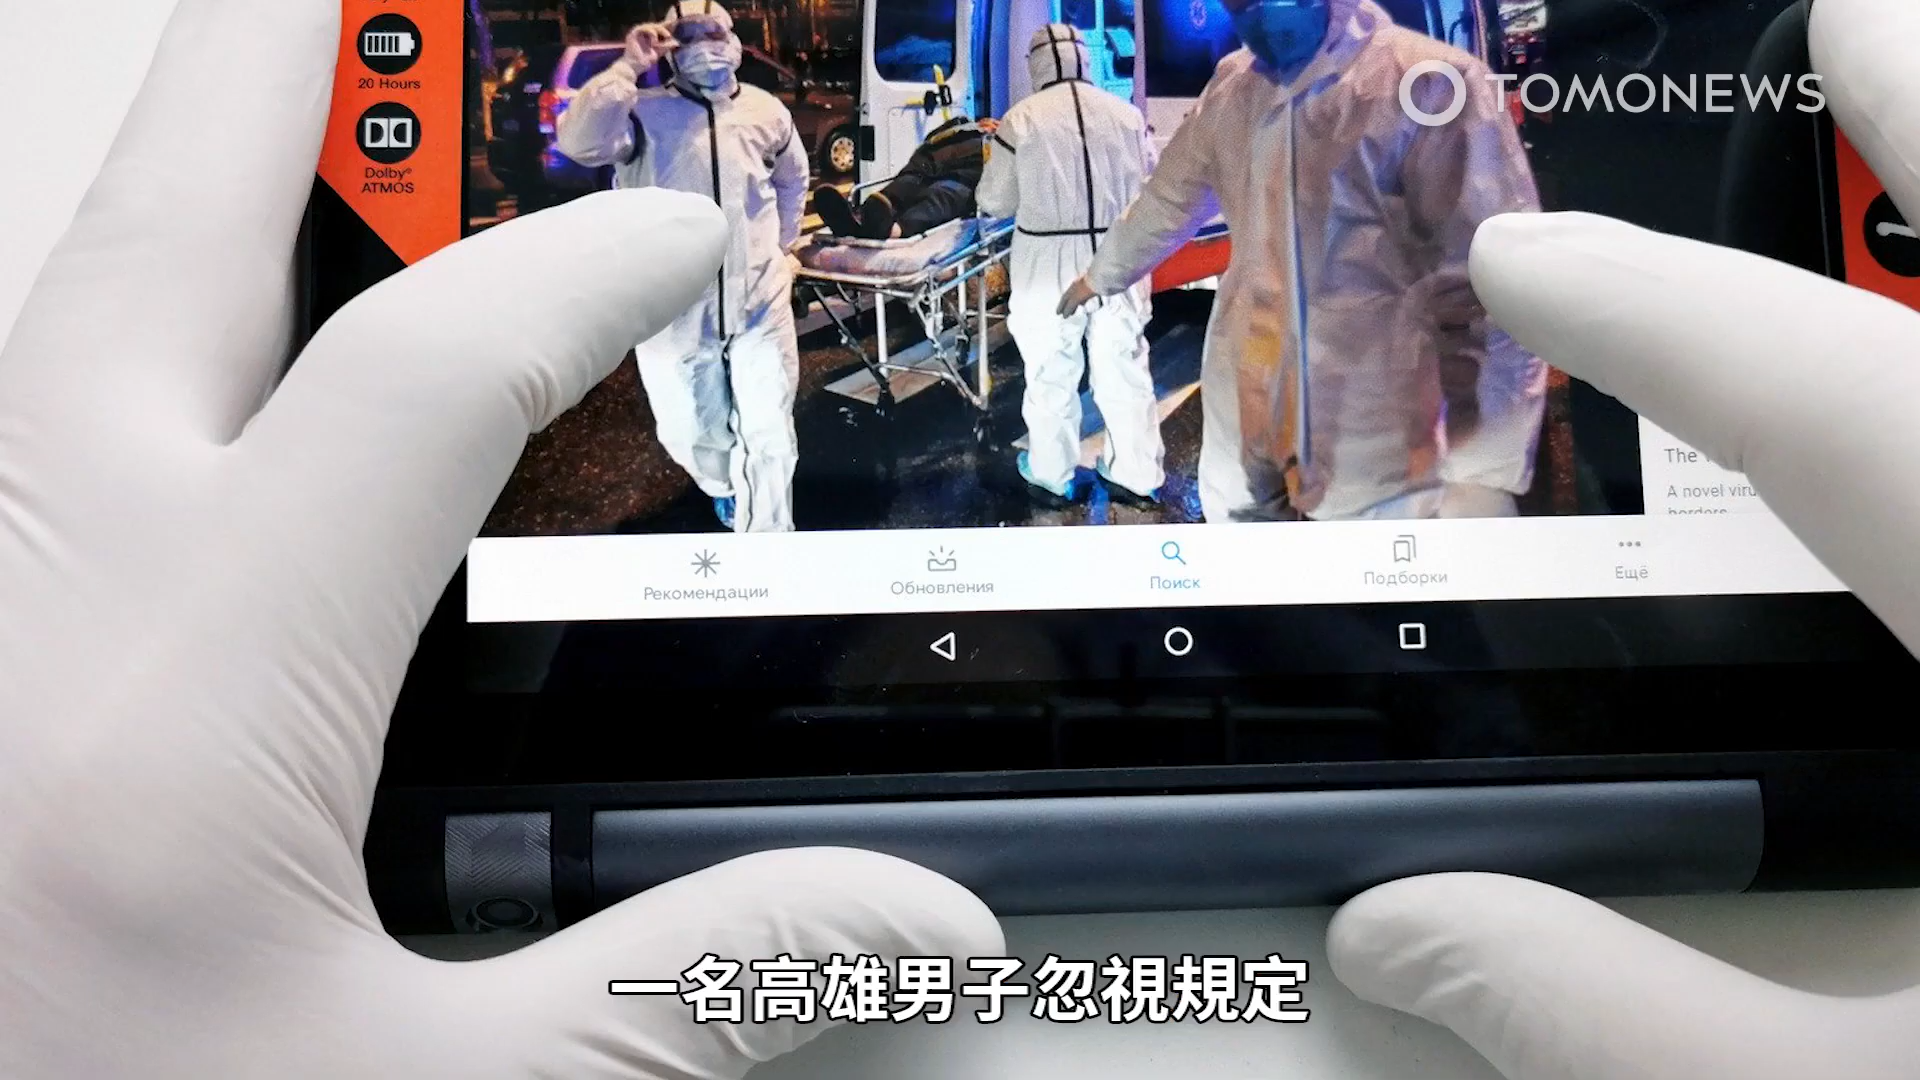 20 Hours
Dolby®
ATMOS
TOMONEWS
The
A novel
Рекомендации
Обновления
Поиск
Подборки
Ещё
一名高雄男子忽視規定